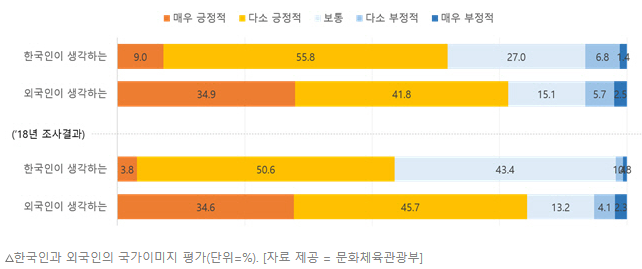 매우 긍정적 다소 긍정적 보통 다소 부정적 매우 부정적
한국인이 생각하는 9.0 55.8 27.0 6.8 1.4
외국인이 생각하는 34.9 41.8 15.1 5.7 2.5
('18년 조사결과)
한국인이 생각하는 3.8 50.6 43.4
외국인이 생각하는 34.6 45.7 13.2 4.1 2.3
△한국인과 외국인의 국가이미지 평가(단위=%). [자료 제공 = 문화체육관광부]